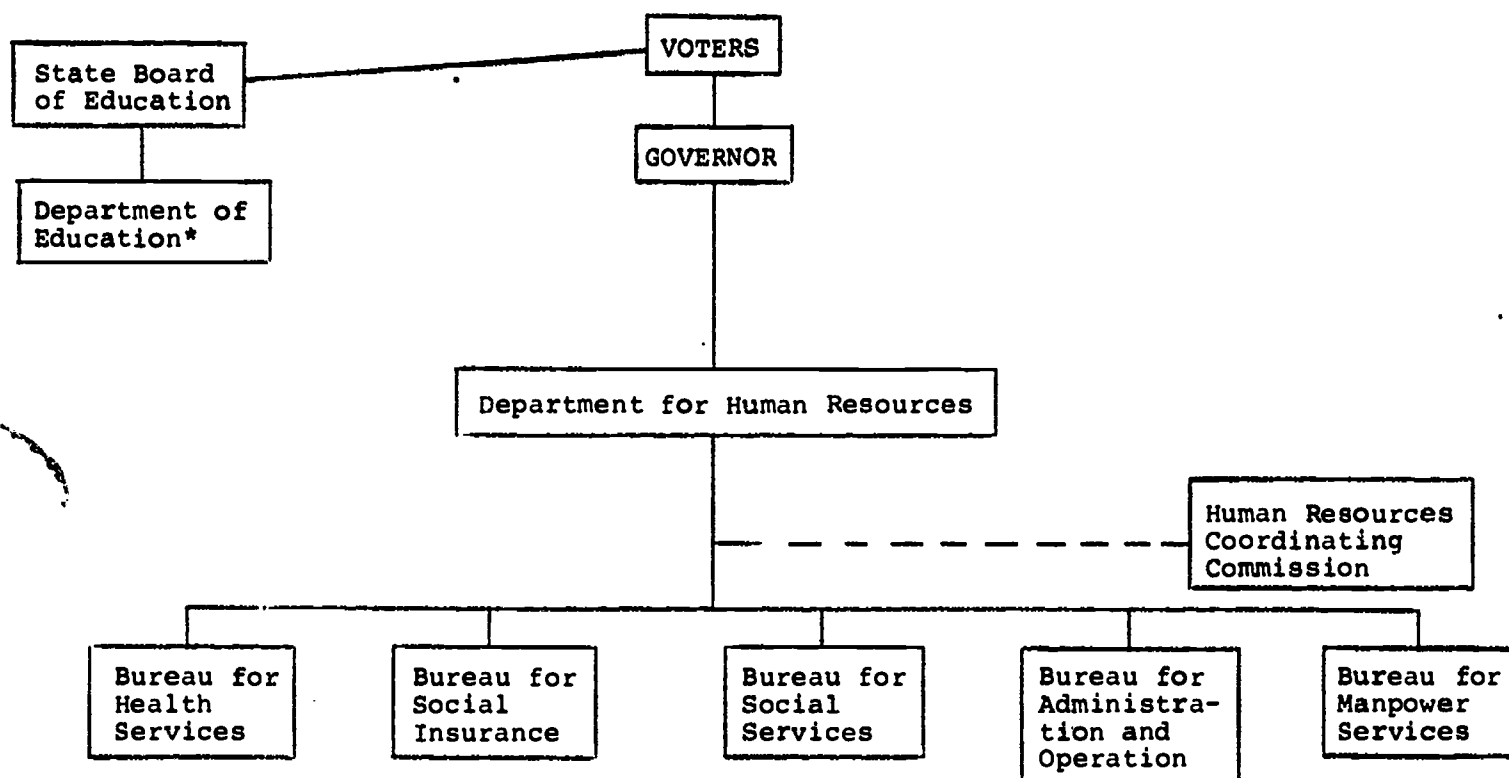 VOTERS
State Board
of Education
GOVERNOR
Department of
Education*
Department for Human Resources
Human Resources
Coordinating
Commission
Bureau for
Health
Services
Bureau for
Social
Insurance
Bureau for
Social
Services
Bureau for
Administra-
tion and
Operation
Bureau for
Manpower
Services